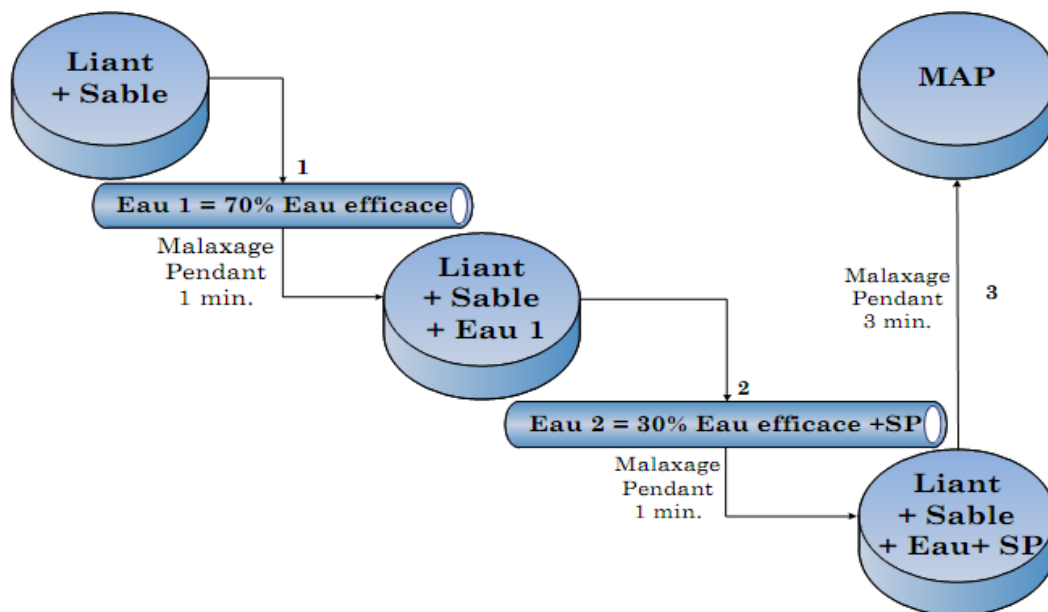 Liant
+ Sable
MAP
1
Eau 1 = 70% Eau efficace
Malaxage
Pendant
1 min.
Liant
+ Sable
+ Eau 1
Malaxage
Pendant
3 min.
3
2
Eau 2 = 30% Eau efficace +SP
Malaxage
Pendant
1 min.
Liant
+ Sable
+ Eau+ SP